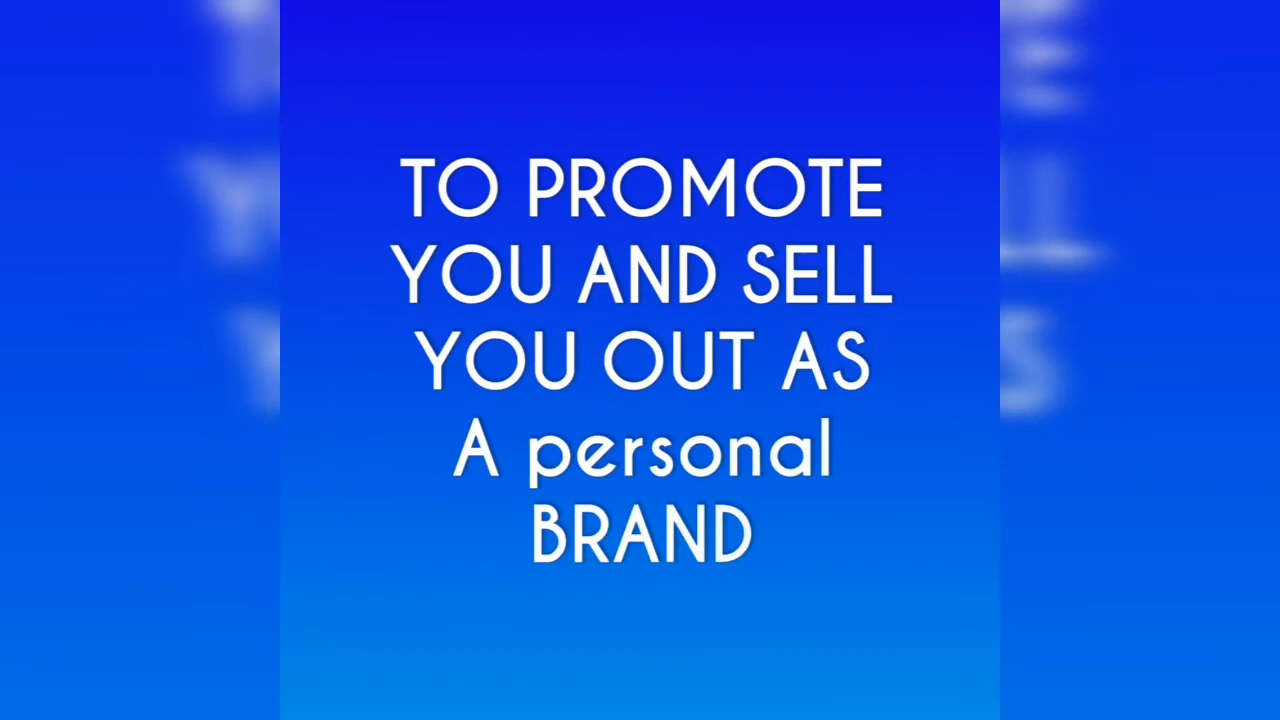 TO PROMOTE
YOU AND SELL
YOU OUT AS
A personal
BRAND